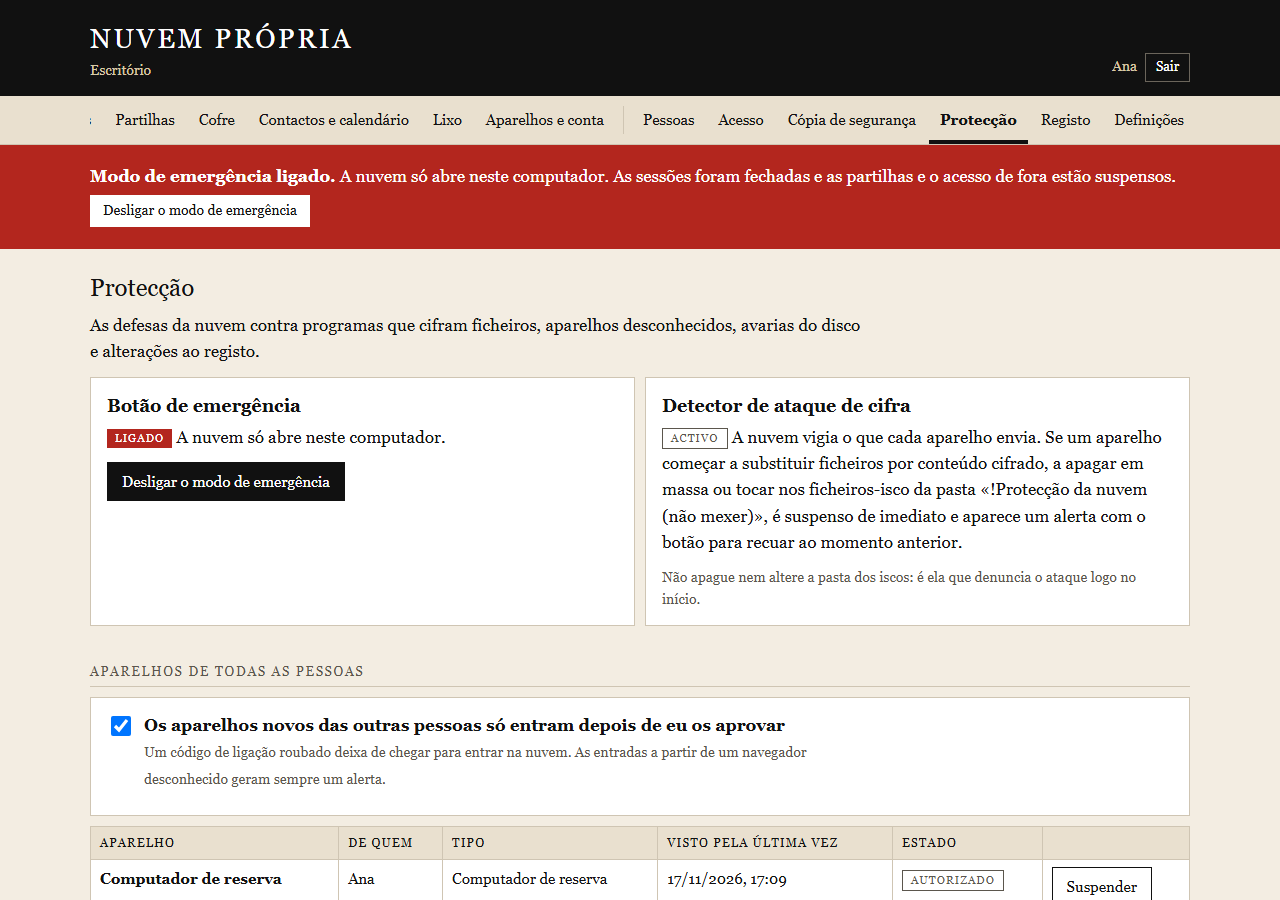 NUVEM PRÓPRIA
Escritório
Ana Sair
Partilhas Cofre Contactos e calendário Lixo Aparelhos e conta Pessoas Acesso Cópia de segurança Protecção Registo Definições
Modo de emergência ligado. A nuvem só abre neste computador. As sessões foram fechadas e as partilhas e o acesso de fora estão suspensos.
Desligar o modo de emergência
Protecção
As defesas da nuvem contra programas que cifram ficheiros, aparelhos desconhecidos, avarias do disco
e alterações ao registo.
Botão de emergência
LIGADO A nuvem só abre neste computador.
Desligar o modo de emergência
Detector de ataque de cifra
ACTIVO A nuvem vigia o que cada aparelho envia. Se um aparelho
começar a substituir ficheiros por conteúdo cifrado, a apagar em
massa ou tocar nos ficheiros-isco da pasta «!Protecção da nuvem
(não mexer)», é suspenso de imediato e aparece um alerta com o
botão para recuar ao momento anterior.
Não apague nem altere a pasta dos iscos: é ela que denuncia o ataque logo no
início.
APARELHOS DE TODAS AS PESSOAS
Os aparelhos novos das outras pessoas só entram depois de eu os aprovar
Um código de ligação roubado deixa de chegar para entrar na nuvem. As entradas a partir de um navegador
desconhecido geram sempre um alerta.
APARELHO DE QUEM TIPO VISTO PELA ÚLTIMA VEZ ESTADO
Computador de reserva Ana Computador de reserva 17/11/2026, 17:09 AUTORIZADO Suspender